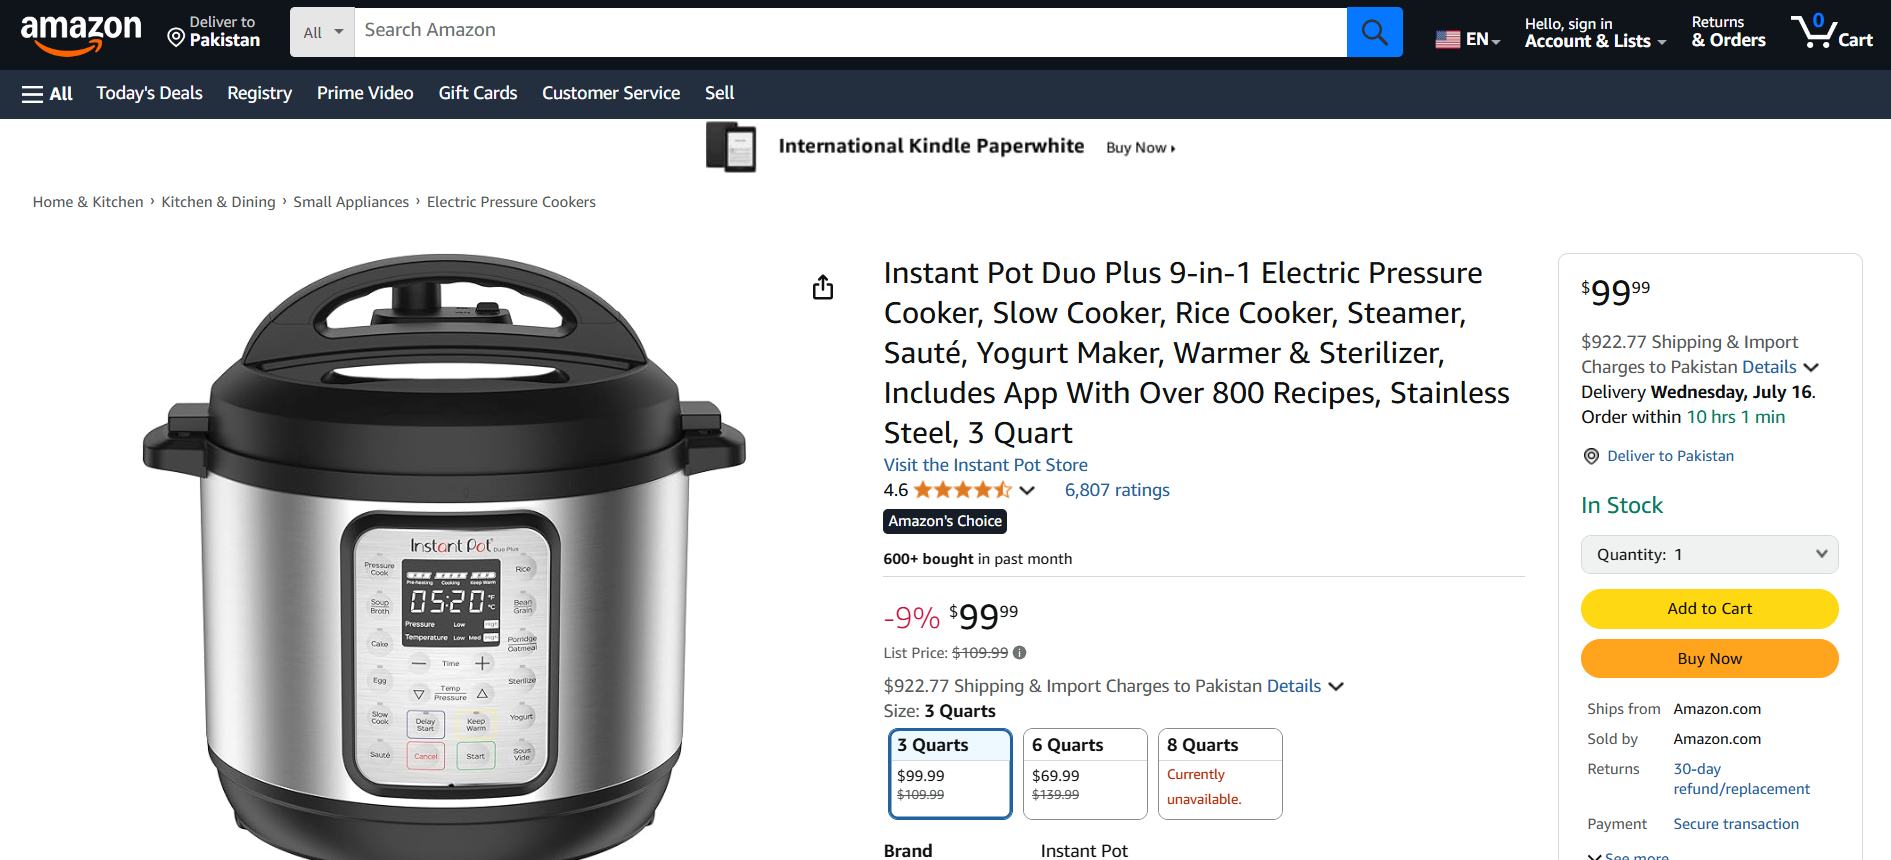 amazon
Deliver to
Pakistan
All
Search Amazon
EN
Hello, sign in
Account & Lists
Returns
& Orders
0
Cart
All
Today's Deals
Registry
Prime Video
Gift Cards
Customer Service
Sell
International Kindle Paperwhite
Buy Now
Home & Kitchen › Kitchen & Dining › Small Appliances › Electric Pressure Cookers
Instant Pot Duo Plus
Pressure
Cook
Rice
Pre-heating Cooking Keep Warm
05:20 °F
°C
Soup
Broth
Bean
Grain
Pressure Low High
Temperature Low Med High
Cake
Porridge
Oatmeal
— Time +
Egg
Sterilize
Temp
Pressure
Slow
Cook
Delay
Start
Keep
Warm
Yogurt
Sauté
Cancel
Start
Sous
Vide
Instant Pot Duo Plus 9-in-1 Electric Pressure
Cooker, Slow Cooker, Rice Cooker, Steamer,
Sauté, Yogurt Maker, Warmer & Sterilizer,
Includes App With Over 800 Recipes, Stainless
Steel, 3 Quart
Visit the Instant Pot Store
4.6
6,807 ratings
Amazon's Choice
600+ bought in past month
-9% $99 99
List Price: $109.99
$922.77 Shipping & Import Charges to Pakistan Details
Size: 3 Quarts
3 Quarts
$99.99
$109.99
6 Quarts
$69.99
$139.99
8 Quarts
Currently
unavailable.
Brand Instant Pot
$99 99
$922.77 Shipping & Import
Charges to Pakistan Details
Delivery Wednesday, July 16.
Order within 10 hrs 1 min
Deliver to Pakistan
In Stock
Quantity: 1
Add to Cart
Buy Now
Ships from Amazon.com
Sold by Amazon.com
Returns 30-day
refund/replacement
Payment Secure transaction
See more